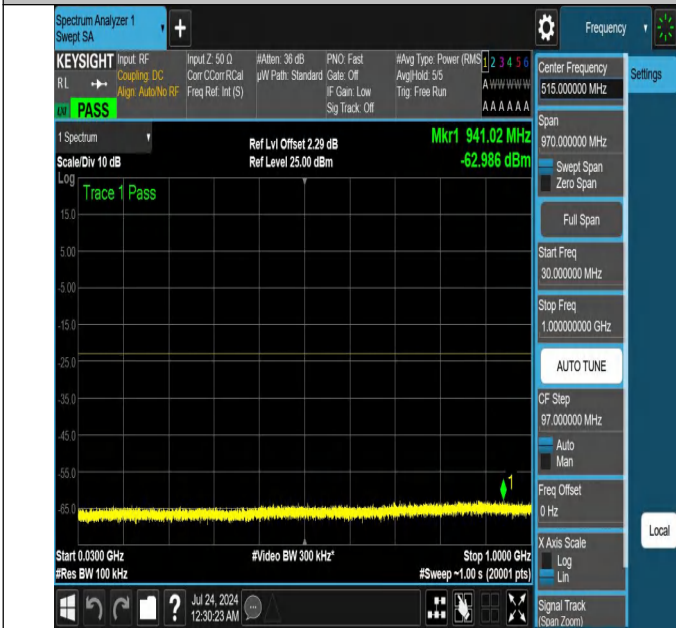 Spectrum Analyzer 1
Swept SA
+
Frequency
KEYSIGHT
RL
PASS
Input: RF
Coupling: DC
Align: Auto/No RF
Input Z: 50 Ω
Corr CCorr RCal
Freq Ref: Int (S)
#Atten: 36 dB
µW Path: Standard
PNO: Fast
Gate: Off
IF Gain: Low
Sig Track: Off
#Avg Type: Power (RMS
Avg|Hold: 5/5
Trig: Free Run
1 2 3 4 5 6
A W W W W W
A A A A A A
Center Frequency
515.000000 MHz
Settings
Span
970.000000 MHz
Swept Span
Zero Span
Full Span
Start Freq
30.000000 MHz
Stop Freq
1.000000000 GHz
AUTO TUNE
CF Step
97.000000 MHz
Auto
Man
Freq Offset
0 Hz
X Axis Scale
Log
Lin
Local
Signal Track
(Span Zoom)
1 Spectrum
Scale/Div 10 dB
Ref Lvl Offset 2.29 dB
Ref Level 25.00 dBm
Mkr1 941.02 MHz
-62.986 dBm
Log
Trace 1 Pass
15.0
5.00
-5.00
-15.0
-25.0
-35.0
-45.0
-55.0
-65.0
1
Start 0.0300 GHz
#Video BW 300 kHz*
Stop 1.0000 GHz
#Res BW 100 kHz
#Sweep ~1.00 s (20001 pts)
?
Jul 24, 2024
12:30:23 AM